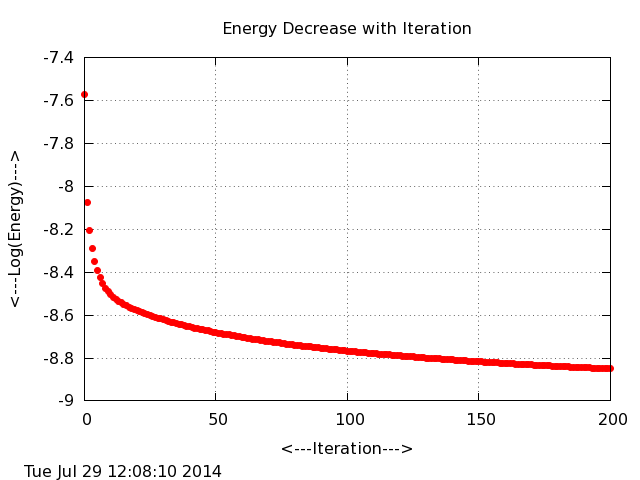 Energy Decrease with Iteration
-7.4
-7.6
-7.8
-8
-8.2
-8.4
-8.6
-8.8
-9
<---Log(Energy)--->
0 50 100 150 200
<---Iteration--->
Tue Jul 29 12:08:10 2014